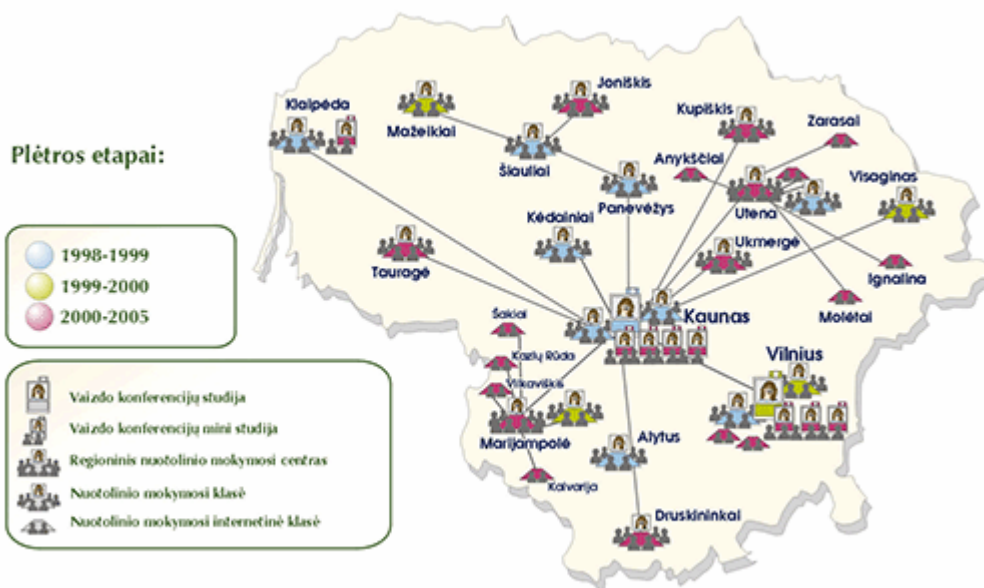 Plėtros etapai:
1998-1999
1999-2000
2000-2005
Vaizdo konferencijų studija
Vaizdo konferencijų mini studija
Regioninis nuotolinio mokymosi centras
Nuotolinio mokymosi klasė
Nuotolinio mokymosi internetinė klasė
Klaipėda
Mažeikiai
Joniškis
Šiauliai
Kupiškis
Zarasai
Anykščiai
Visaginas
Panevėžys
Utena
Kėdainiai
Tauragė
Ukmergė
Ignalina
Molėtai
Kaunas
Šakiai
Kazlų Rūda
Vilkaviškis
Vilnius
Marijampolė
Alytus
Kalvarija
Druskininkai